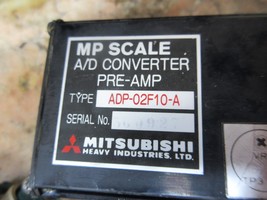 MP SCALE
A/D CONVERTER
PRE-AMP
TYPE ADP-02F10-A
SERIAL No.
MITSUBISHI
HEAVY INDUSTRIES, LTD.